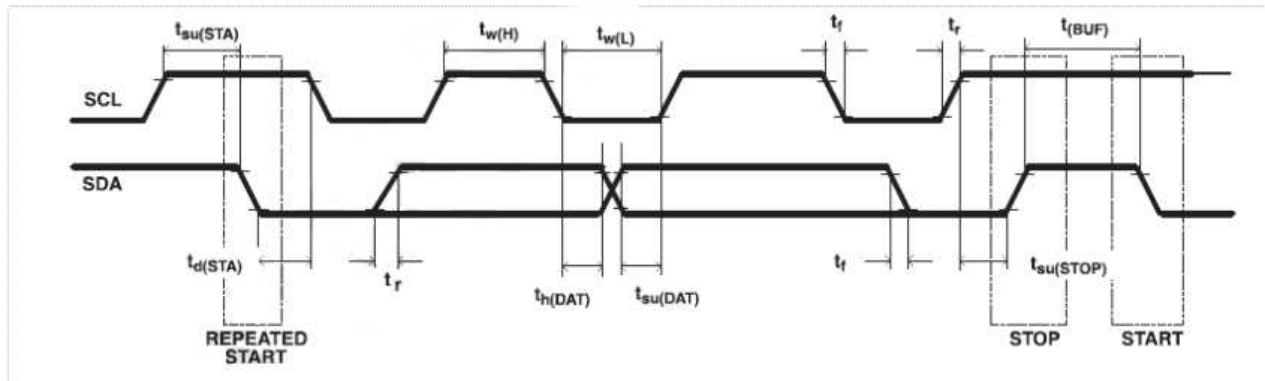 tsu(STA)
tw(H)
tw(L)
tf
tr
t(BUF)
SCL
SDA
td(STA)
tr
th(DAT)
tsu(DAT)
tf
tsu(STOP)
REPEATED
START
STOP
START